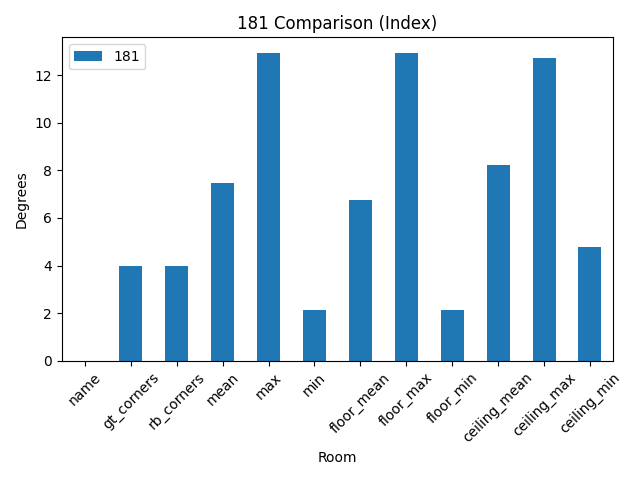 181 Comparison (Index)
181
Degrees
12
10
8
6
4
2
0
name
gt_corners
rb_corners
mean
max
min
floor_mean
floor_max
floor_min
ceiling_mean
ceiling_max
ceiling_min
Room